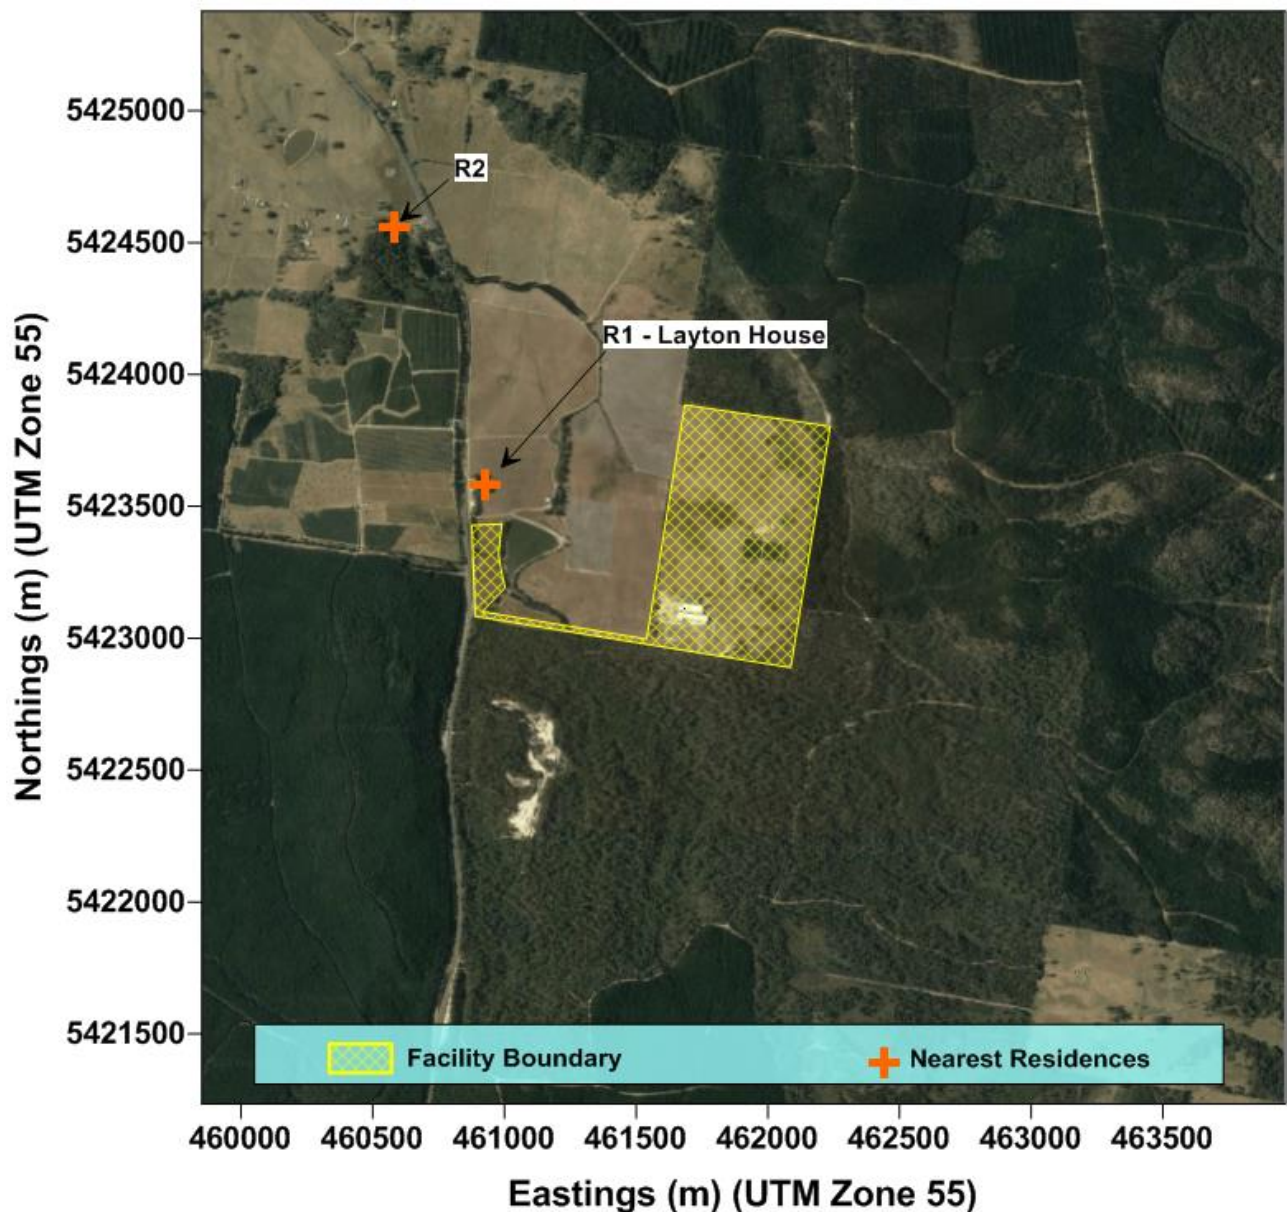 5425000
5424500
5424000
5423500
5423000
5422500
5422000
5421500
Northings (m) (UTM Zone 55)
R2
R1 - Layton House
Facility Boundary
Nearest Residences
460000 460500 461000 461500 462000 462500 463000 463500
Eastings (m) (UTM Zone 55)